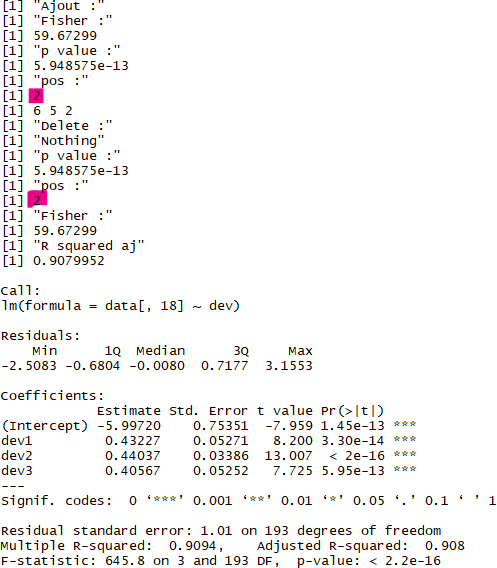 [1] "Ajout :"
[1] "Fisher :"
[1] 59.67299
[1] "p value :"
[1] 5.948575e-13
[1] "pos :"
[1] 2
[1] 6 5 2
[1] "Delete :"
[1] "Nothing"
[1] "p value :"
[1] 5.948575e-13
[1] "pos :"
[1] 2
[1] "Fisher :"
[1] 59.67299
[1] "R squared aj"
[1] 0.9079952
Call:
lm(formula = data[, 18] ~ dev)
Residuals:
Min 1Q Median 3Q Max
-2.5083 -0.6804 -0.0080 0.7177 3.1553
Coefficients:
Estimate Std. Error t value Pr(>|t|)
(Intercept) -5.99720 0.75351 -7.959 1.45e-13 ***
dev1 0.43227 0.05271 8.200 3.30e-14 ***
dev2 0.44037 0.03386 13.007 < 2e-16 ***
dev3 0.40567 0.05252 7.725 5.95e-13 ***
---
Signif. codes: 0 ‘***’ 0.001 ‘**’ 0.01 ‘*’ 0.05 ‘.’ 0.1 ‘ ’ 1
Residual standard error: 1.01 on 193 degrees of freedom
Multiple R-squared: 0.9094, Adjusted R-squared: 0.908
F-statistic: 645.8 on 3 and 193 DF, p-value: < 2.2e-16